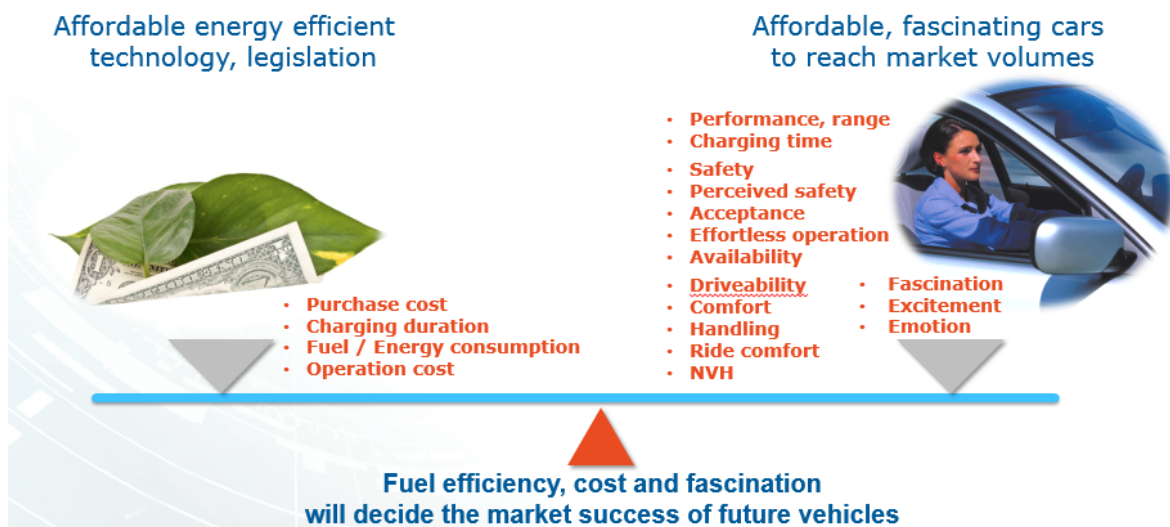 Affordable energy efficient
technology, legislation
Affordable, fascinating cars
to reach market volumes
• Performance, range
• Charging time
• Safety
• Perceived safety
• Acceptance
• Effortless operation
• Availability
• Driveability
• Comfort
• Handling
• Ride comfort
• NVH
• Fascination
• Excitement
• Emotion
• Purchase cost
• Charging duration
• Fuel / Energy consumption
• Operation cost
Fuel efficiency, cost and fascination
will decide the market success of future vehicles